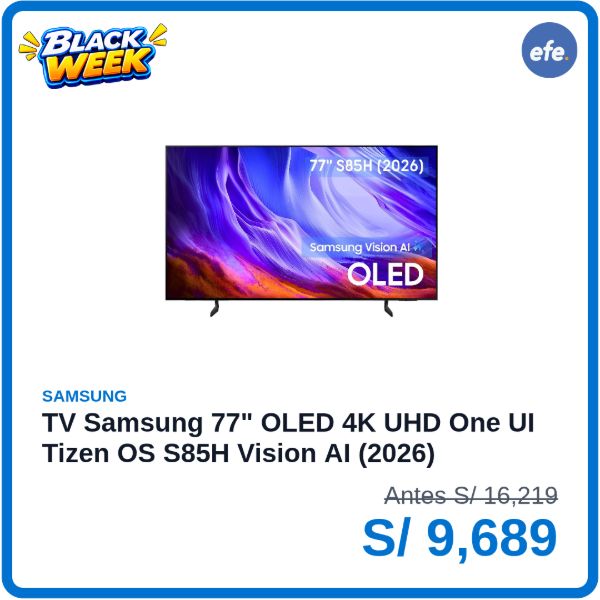 BLACK
WEEK
efe.
77" S85H (2026)
Samsung Vision AI
OLED
SAMSUNG
TV Samsung 77" OLED 4K UHD One UI
Tizen OS S85H Vision AI (2026)
Antes S/ 16,219
S/ 9,689